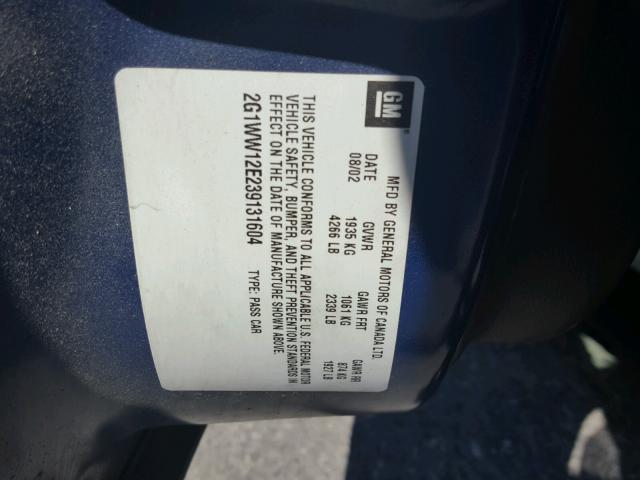 GM
MFD BY GENERAL MOTORS OF CANADA LTD.
DATE GVWR GAWR FRT GAWR RR
08/02 1935 KG 1061 KG 874 KG
4266 LB 2339 LB 1927 LB
THIS VEHICLE CONFORMS TO ALL APPLICABLE U.S. FEDERAL MOTOR
VEHICLE SAFETY, BUMPER, AND THEFT PREVENTION STANDARDS IN
EFFECT ON THE DATE OF MANUFACTURE SHOWN ABOVE.
2G1WW12E239131604 TYPE: PASS CAR